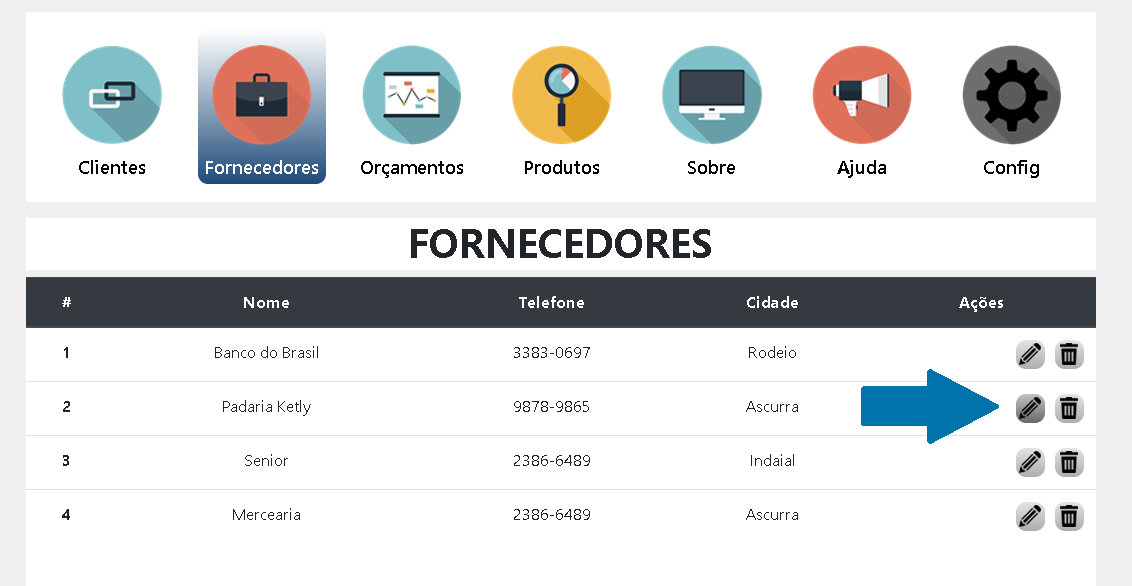 Clientes Fornecedores Orçamentos Produtos Sobre Ajuda Config
FORNECEDORES
# Nome Telefone Cidade Ações
1 Banco do Brasil 3383-0697 Rodeio
2 Padaria Ketly 9878-9865 Ascurra
3 Senior 2386-6489 Indaial
4 Mercearia 2386-6489 Ascurra